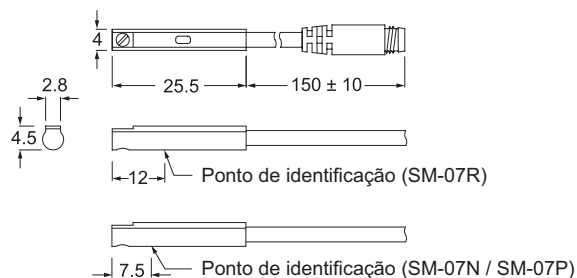 4
25.5
150 ± 10
2.8
4.5
12
Ponto de identificação (SM-07R)
7.5
Ponto de identificação (SM-07N / SM-07P)